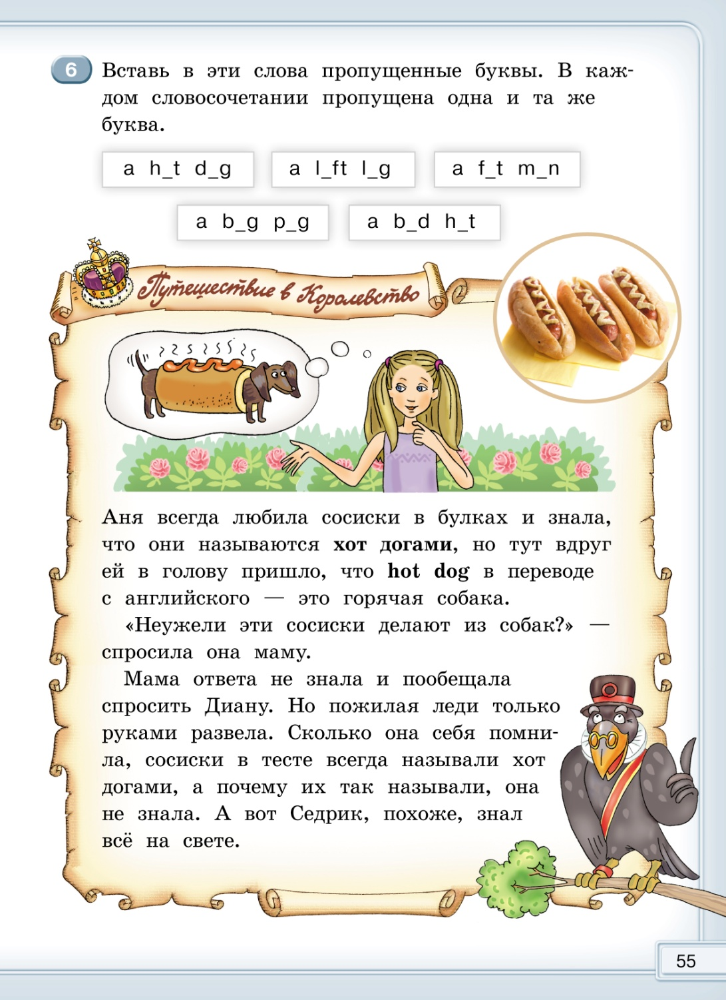 6 Вставь в эти слова пропущенные буквы. В каж-
дом словосочетании пропущена одна и та же
буква.
a h_t d_g a l_ft l_g a f_t m_n
a b_g p_g a b_d h_t
Путешествие в Королевство
Аня всегда любила сосиски в булках и знала,
что они называются хот догами, но тут вдруг
ей в голову пришло, что hot dog в переводе
с английского — это горячая собака.
«Неужели эти сосиски делают из собак?» —
спросила она маму.
Мама ответа не знала и пообещала
спросить Диану. Но пожилая леди только
руками развела. Сколько она себя помни-
ла, сосиски в тесте всегда называли хот
догами, а почему их так называли, она
не знала. А вот Седрик, похоже, знал
всё на свете.
55